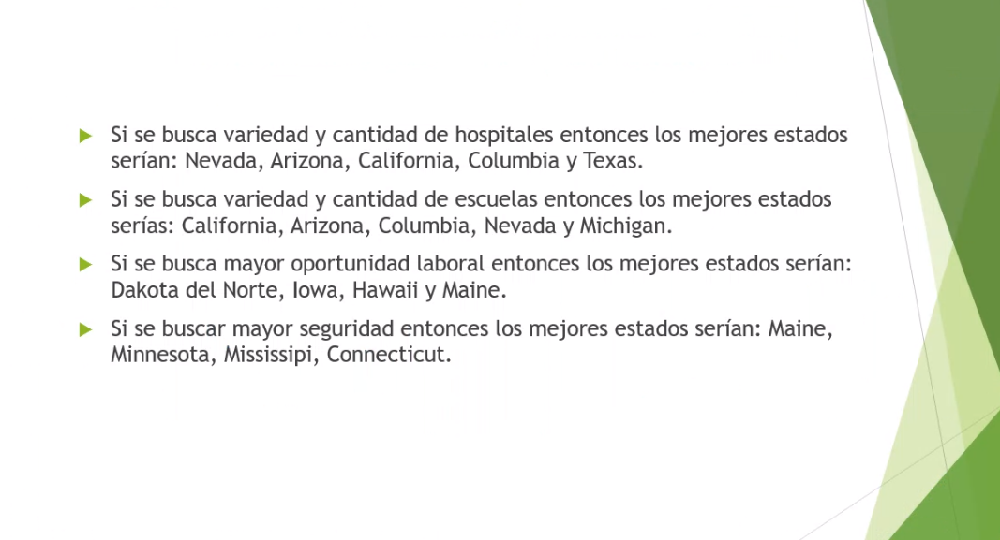 Si se busca variedad y cantidad de hospitales entonces los mejores estados
serían: Nevada, Arizona, California, Columbia y Texas.
Si se busca variedad y cantidad de escuelas entonces los mejores estados
serías: California, Arizona, Columbia, Nevada y Michigan.
Si se busca mayor oportunidad laboral entonces los mejores estados serían:
Dakota del Norte, Iowa, Hawaii y Maine.
Si se buscar mayor seguridad entonces los mejores estados serían: Maine,
Minnesota, Mississipi, Connecticut.